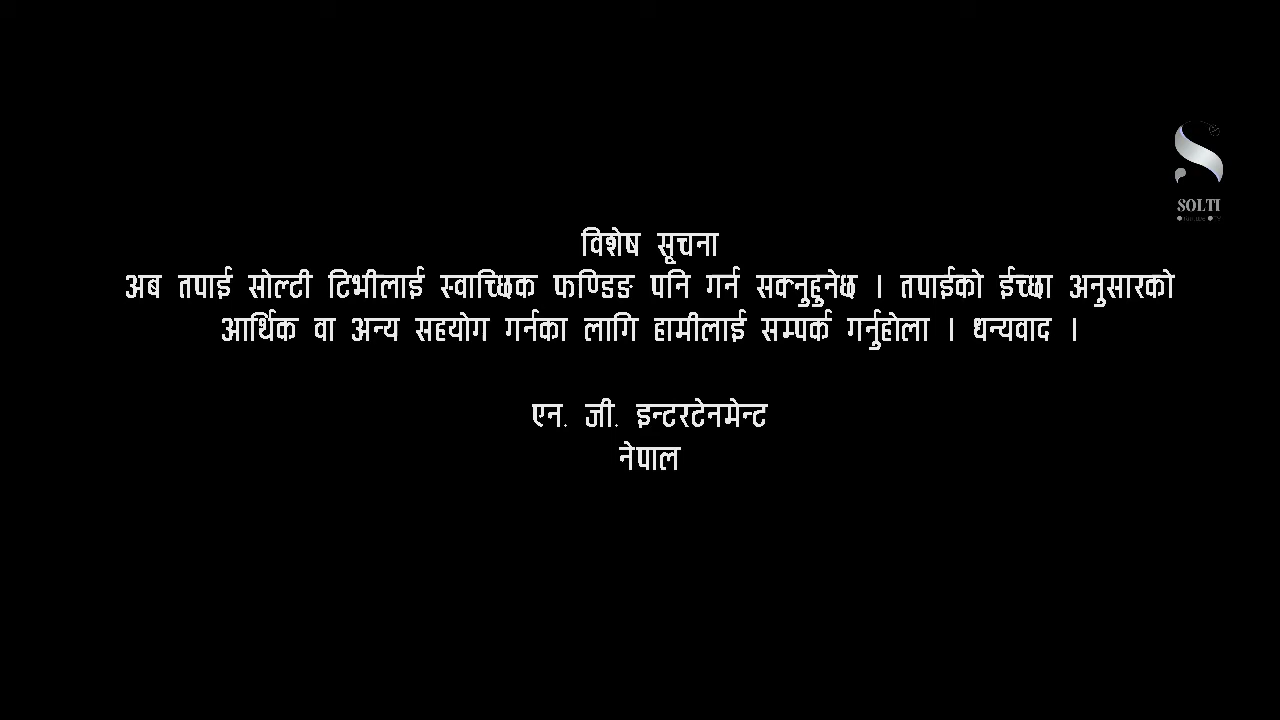 SOLTI
विशेष सूचना
अब तपाई सोल्टी टिभीलाई स्वाच्छिक फण्डिङ पनि गर्न सक्नुहुनेछ । तपाईको ईच्छा अनुसारको
आर्थिक वा अन्य सहयोग गर्नका लागि हामीलाई सम्पर्क गर्नुहोला । धन्यवाद ।
एन. जी. इन्टरटेनमेन्ट
नेपाल